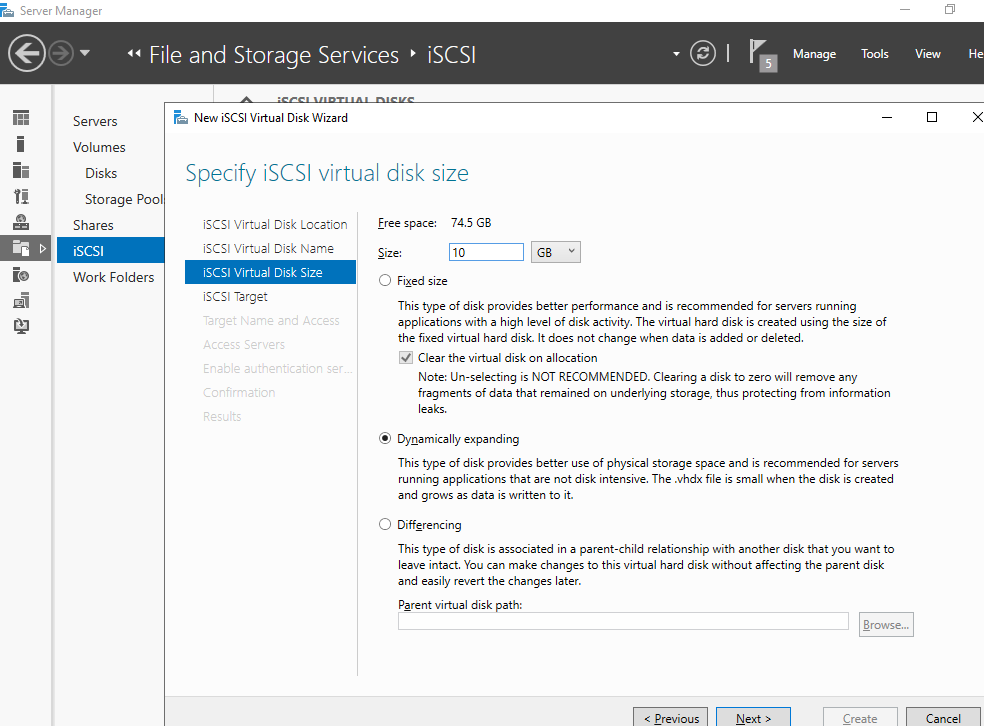 Server Manager
File and Storage Services iSCSI
5
Manage
Tools
View
He
iSCSI VIRTUAL DISKS
Servers
Volumes
Disks
Storage Pool
Shares
iSCSI
Work Folders
New iSCSI Virtual Disk Wizard
Specify iSCSI virtual disk size
iSCSI Virtual Disk Location
iSCSI Virtual Disk Name
iSCSI Virtual Disk Size
iSCSI Target
Target Name and Access
Access Servers
Enable authentication ser...
Confirmation
Results
Free space: 74.5 GB
Size: 10 GB
Fixed size
This type of disk provides better performance and is recommended for servers running
applications with a high level of disk activity. The virtual hard disk is created using the size of
the fixed virtual hard disk. It does not change when data is added or deleted.
Clear the virtual disk on allocation
Note: Un-selecting is NOT RECOMMENDED. Clearing a disk to zero will remove any
fragments of data that remained on underlying storage, thus protecting from information
leaks.
Dynamically expanding
This type of disk provides better use of physical storage space and is recommended for servers
running applications that are not disk intensive. The .vhdx file is small when the disk is created
and grows as data is written to it.
Differencing
This type of disk is associated in a parent-child relationship with another disk that you want to
leave intact. You can make changes to this virtual hard disk without affecting the parent disk
and easily revert the changes later.
Parent virtual disk path:
Browse...
< Previous
Next >
Create
Cancel